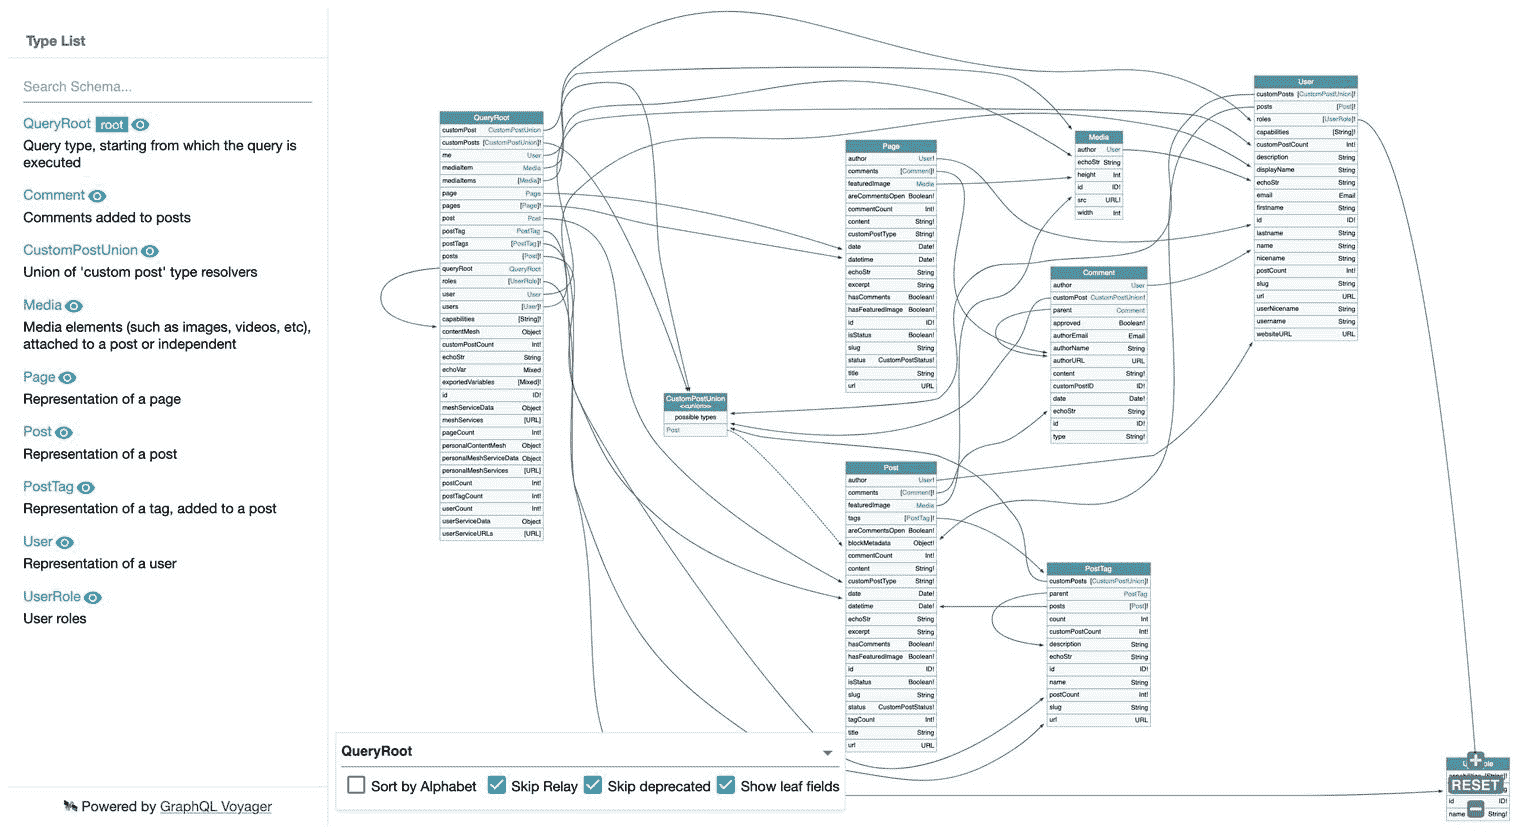 Type List
Search Schema...
QueryRoot root
Query type, starting from which the query is
executed
Comment
Comments added to posts
CustomPostUnion
Union of 'custom post' type resolvers
Media
Media elements (such as images, videos, etc),
attached to a post or independent
Page
Representation of a page
Post
Representation of a post
PostTag
Representation of a tag, added to a post
User
Representation of a user
UserRole
User roles
Powered by GraphQL Voyager
QueryRoot
customPost CustomPostUnion
customPosts [CustomPostUnion]!
me User
mediaItem Media
mediaItems [Media]!
page Page
pages [Page]!
post Post
postTag PostTag
postTags [PostTag]!
posts [Post]!
queryRoot QueryRoot
roles [UserRole]!
user User
users [User]!
capabilities [String]!
contentMesh Object
customPostCount Int!
echoStr String
echoVar Mixed
exportedVariables [Mixed]!
id ID!
meshServiceData Object
meshServices [URL]
pageCount Int!
personalContentMesh Object
personalMeshServiceData Object
personalMeshServices [URL]
postCount Int!
postTagCount Int!
userCount Int!
userServiceData Object
userServiceURLs [URL]
CustomPostUnion
<<union>>
possible types
Post
Page
author User!
comments [Comment]!
featuredImage Media
areCommentsOpen Boolean!
commentCount Int!
content String!
customPostType String!
date Date!
datetime Date!
echoStr String
excerpt String!
hasComments Boolean!
hasFeaturedImage Boolean!
id ID!
isStatus Boolean!
slug String!
status CustomPostStatus!
title String!
url URL
Post
author User!
comments [Comment]!
featuredImage Media
tags [PostTag]!
areCommentsOpen Boolean!
blockMetadata Object!
commentCount Int!
content String!
customPostType String!
date Date!
datetime Date!
echoStr String
excerpt String!
hasComments Boolean!
hasFeaturedImage Boolean!
id ID!
isStatus Boolean!
slug String!
status CustomPostStatus!
tagCount Int!
title String!
url URL
Media
author User
echoStr String
height Int
id ID!
src URL!
width Int
Comment
author User
customPost CustomPostUnion!
parent Comment
approved Boolean!
authorEmail Email
authorName String
authorURL URL
content String!
customPostID ID!
date Date!
echoStr String
id ID!
type String!
PostTag
customPosts [CustomPostUnion]!
parent PostTag
posts [Post]!
count Int
customPostCount Int!
description String
echoStr String
id ID!
name String!
postCount Int!
slug String!
url URL
User
customPosts [CustomPostUnion]!
posts [Post]!
roles [UserRole]!
capabilities [String]!
customPostCount Int!
description String
displayName String
echoStr String
email Email
firstname String
id ID!
lastname String
name String
nicename String
postCount Int!
slug String
url URL
userNicename String
username String
websiteURL URL
RESET
id ID!
name String!
QueryRoot
Sort by Alphabet Skip Relay Skip deprecated Show leaf fields